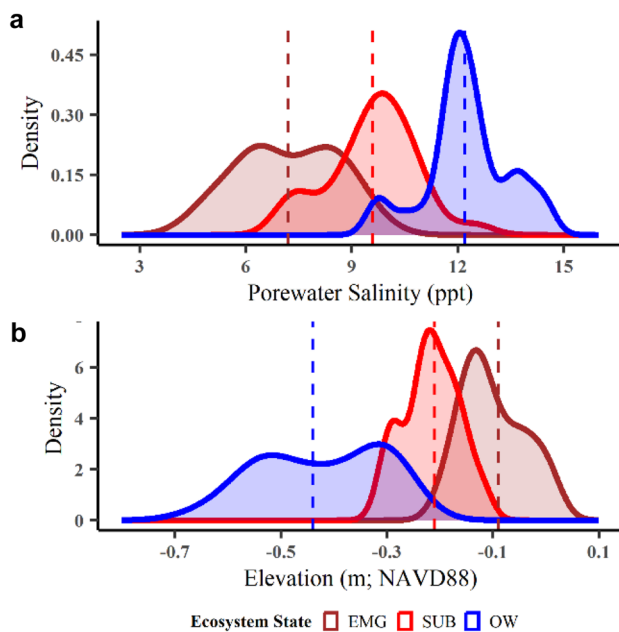 a
0.45
0.30
0.15
0.00
Density
3 6 9 12 15
Porewater Salinity (ppt)
b
6
4
2
0
Density
-0.7 -0.5 -0.3 -0.1 0.1
Elevation (m; NAVD88)
Ecosystem State EMG SUB OW